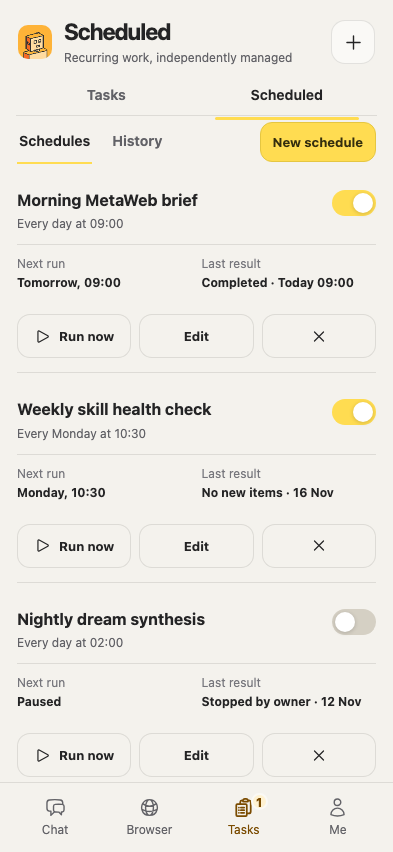 Scheduled
Recurring work, independently managed
Tasks
Scheduled
Schedules
History
New schedule
Morning MetaWeb brief
Every day at 09:00
Next run
Last result
Tomorrow, 09:00
Completed · Today 09:00
Run now
Edit
Weekly skill health check
Every Monday at 10:30
Next run
Last result
Monday, 10:30
No new items · 16 Nov
Run now
Edit
Nightly dream synthesis
Every day at 02:00
Next run
Last result
Paused
Stopped by owner · 12 Nov
Run now
Edit
1
Chat
Browser
Tasks
Me